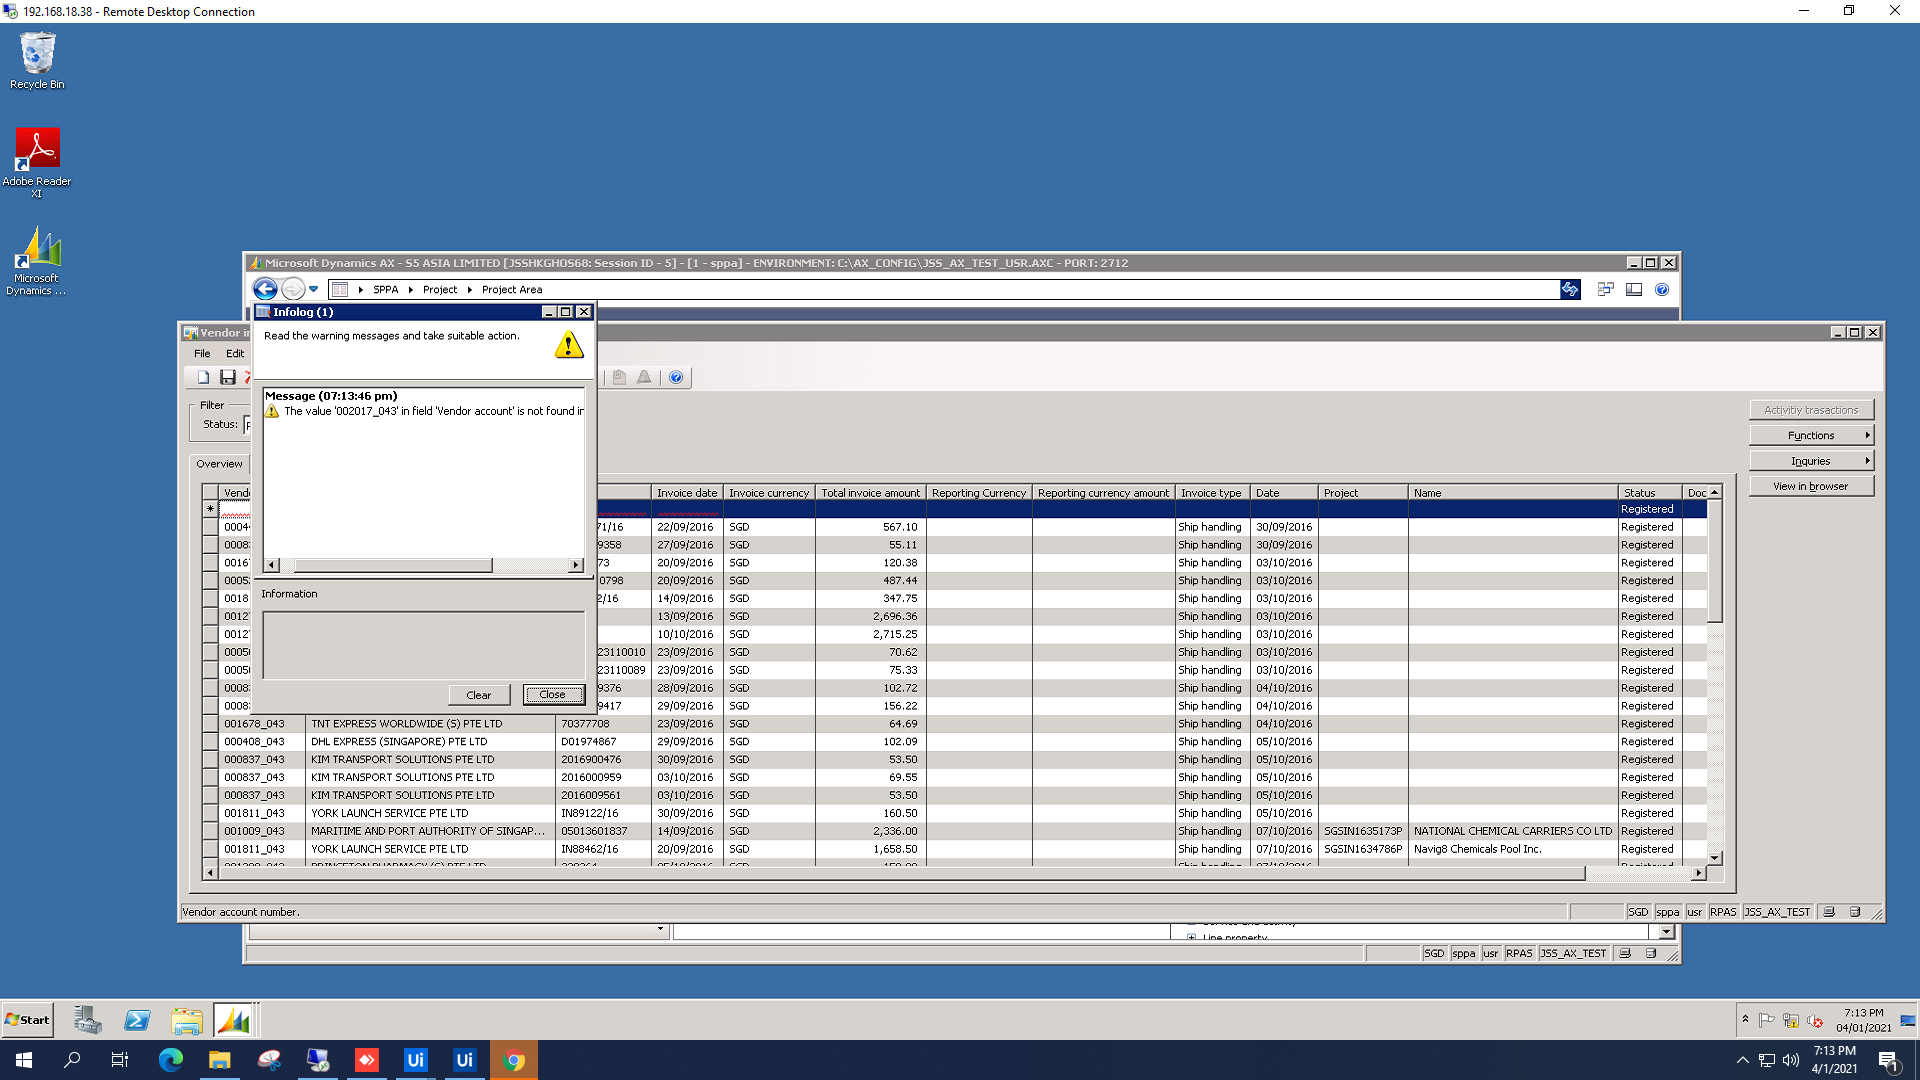 192.168.18.38 - Remote Desktop Connection
Recycle Bin
Adobe Reader
XI
Microsoft
Dynamics ...
Microsoft Dynamics AX - S5 ASIA LIMITED [JSSHKGHOS68: Session ID - 5] - [1 - sppa] - ENVIRONMENT: C:\AX_CONFIG\JSS_AX_TEST_USR.AXC - PORT: 2712
SPPA Project Project Area
Infolog (1)
Read the warning messages and take suitable action.
Message (07:13:46 pm)
The value '002017_043' in field 'Vendor account' is not found in
Information
Clear Close
Vendor in
File Edit
Filter
Status:
Overview
Activitiy trasactions
Functions
Inquries
View in browser
Vendo Invoice date Invoice currency Total invoice amount Reporting Currency Reporting currency amount Invoice type Date Project Name Status Doc
* Registered
0004 71/16 22/09/2016 SGD 567.10 Ship handling 30/09/2016 Registered
0008 9358 27/09/2016 SGD 55.11 Ship handling 30/09/2016 Registered
0016 73 20/09/2016 SGD 120.38 Ship handling 03/10/2016 Registered
0005 0798 20/09/2016 SGD 487.44 Ship handling 03/10/2016 Registered
0018 2/16 14/09/2016 SGD 347.75 Ship handling 03/10/2016 Registered
0012 13/09/2016 SGD 2,696.36 Ship handling 03/10/2016 Registered
0012 10/10/2016 SGD 2,715.25 Ship handling 03/10/2016 Registered
0005 23110010 23/09/2016 SGD 70.62 Ship handling 03/10/2016 Registered
0005 23110089 23/09/2016 SGD 75.33 Ship handling 03/10/2016 Registered
0008 9376 28/09/2016 SGD 102.72 Ship handling 04/10/2016 Registered
0008 9417 29/09/2016 SGD 156.22 Ship handling 04/10/2016 Registered
001678_043 TNT EXPRESS WORLDWIDE (S) PTE LTD 70377708 23/09/2016 SGD 64.69 Ship handling 04/10/2016 Registered
000408_043 DHL EXPRESS (SINGAPORE) PTE LTD D01974867 29/09/2016 SGD 102.09 Ship handling 05/10/2016 Registered
000837_043 KIM TRANSPORT SOLUTIONS PTE LTD 2016900476 30/09/2016 SGD 53.50 Ship handling 05/10/2016 Registered
000837_043 KIM TRANSPORT SOLUTIONS PTE LTD 2016000959 03/10/2016 SGD 69.55 Ship handling 05/10/2016 Registered
000837_043 KIM TRANSPORT SOLUTIONS PTE LTD 2016009561 03/10/2016 SGD 53.50 Ship handling 05/10/2016 Registered
001811_043 YORK LAUNCH SERVICE PTE LTD IN89122/16 30/09/2016 SGD 160.50 Ship handling 05/10/2016 Registered
001009_043 MARITIME AND PORT AUTHORITY OF SINGAP... 05013601837 14/09/2016 SGD 2,336.00 Ship handling 07/10/2016 SGSIN1635173P NATIONAL CHEMICAL CARRIERS CO LTD Registered
001811_043 YORK LAUNCH SERVICE PTE LTD IN88462/16 20/09/2016 SGD 1,658.50 Ship handling 07/10/2016 SGSIN1634786P Navig8 Chemicals Pool Inc. Registered
Vendor account number. SGD sppa usr RPAS JSS_AX_TEST
Line property
SGD sppa usr RPAS JSS_AX_TEST
Start
7:13 PM
04/01/2021
Ui Ui
7:13 PM
4/1/2021
1